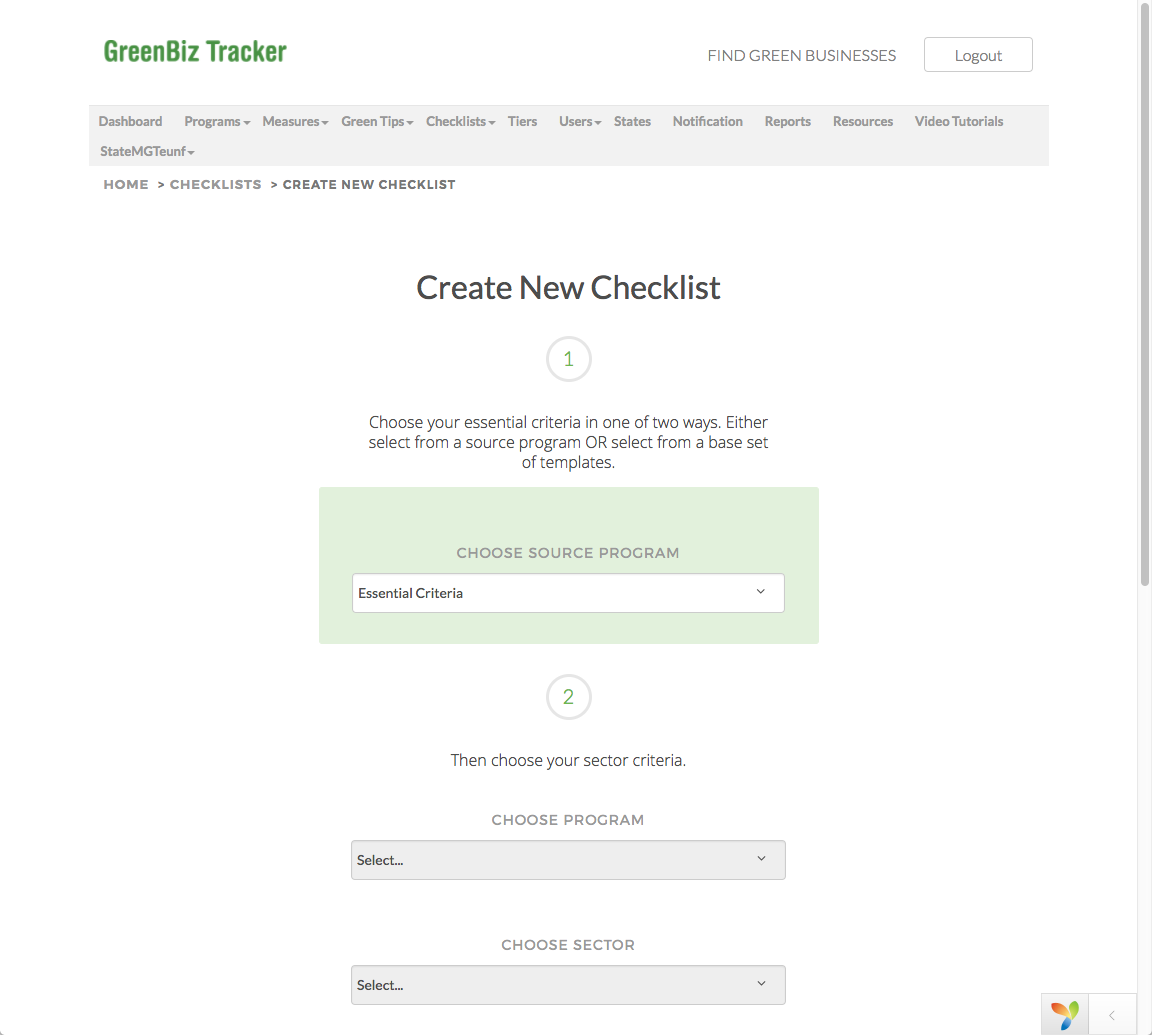 GreenBiz Tracker
FIND GREEN BUSINESSES
Logout
Dashboard Programs Measures Green Tips Checklists Tiers Users States Notification Reports Resources Video Tutorials
StateMGTeunf
HOME > CHECKLISTS > CREATE NEW CHECKLIST
Create New Checklist
1
Choose your essential criteria in one of two ways. Either
select from a source program OR select from a base set
of templates.
CHOOSE SOURCE PROGRAM
Essential Criteria
2
Then choose your sector criteria.
CHOOSE PROGRAM
Select...
CHOOSE SECTOR
Select...